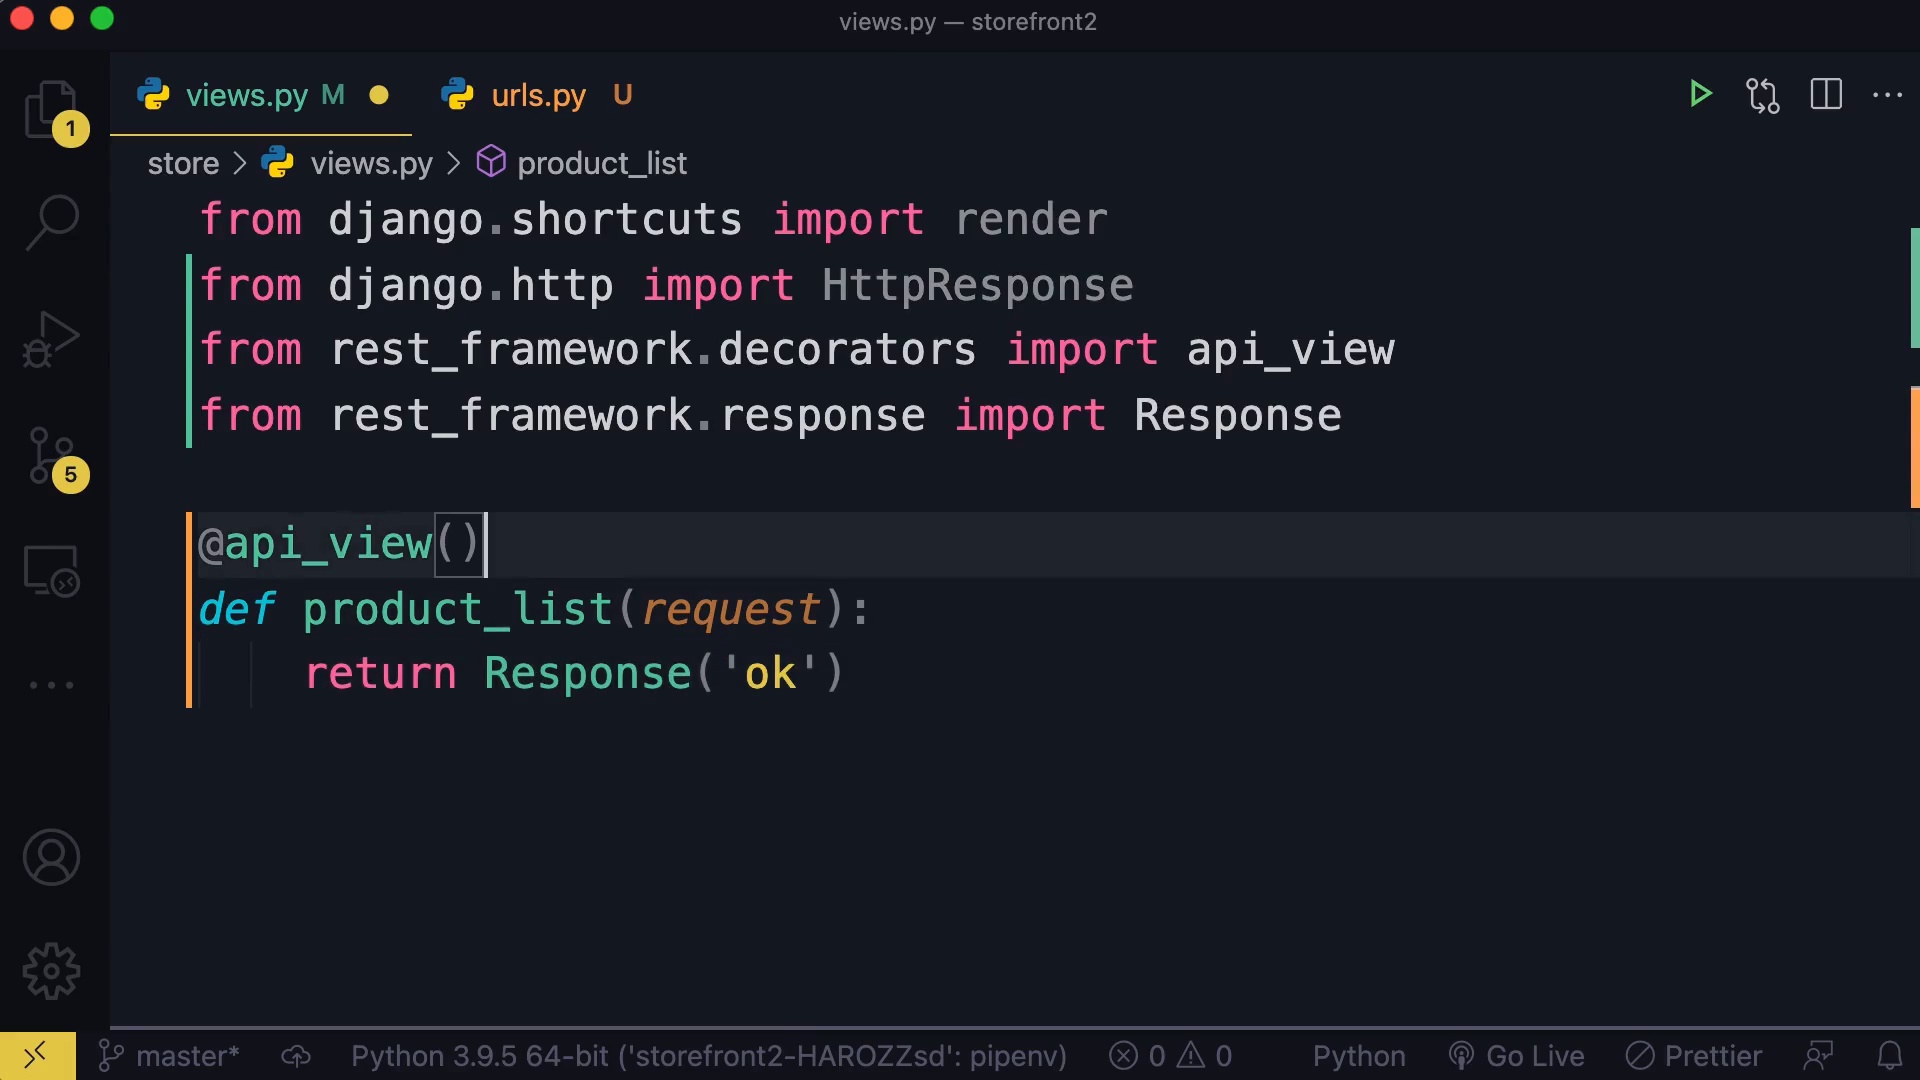 views.py — storefront2
views.py M urls.py U
1
store > views.py > product_list
from django.shortcuts import render
from django.http import HttpResponse
from rest_framework.decorators import api_view
from rest_framework.response import Response
5
@api_view()
def product_list(request):
return Response('ok')
master* Python 3.9.5 64-bit ('storefront2-HAROZZsd': pipenv) 0 0 Python Go Live Prettier